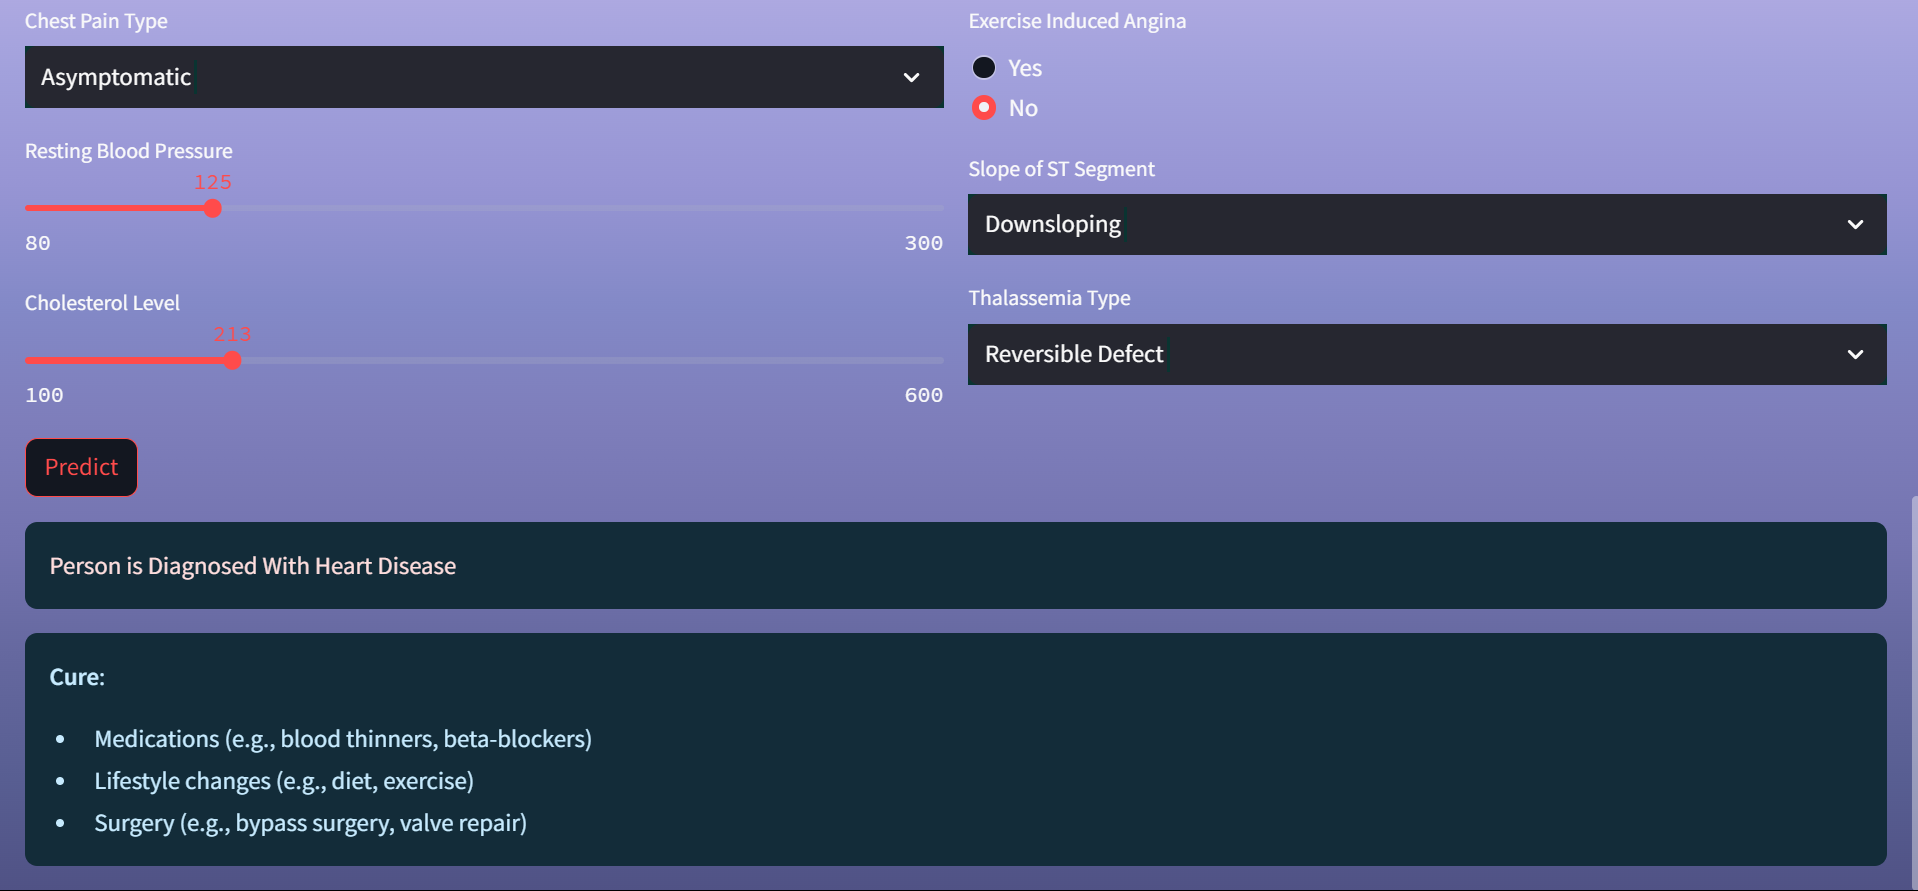 Chest Pain Type
Asymptomatic
Resting Blood Pressure
125
80 300
Cholesterol Level
213
100 600
Exercise Induced Angina
Yes
No
Slope of ST Segment
Downsloping
Thalassemia Type
Reversible Defect
Predict
Person is Diagnosed With Heart Disease
Cure:
• Medications (e.g., blood thinners, beta-blockers)
• Lifestyle changes (e.g., diet, exercise)
• Surgery (e.g., bypass surgery, valve repair)